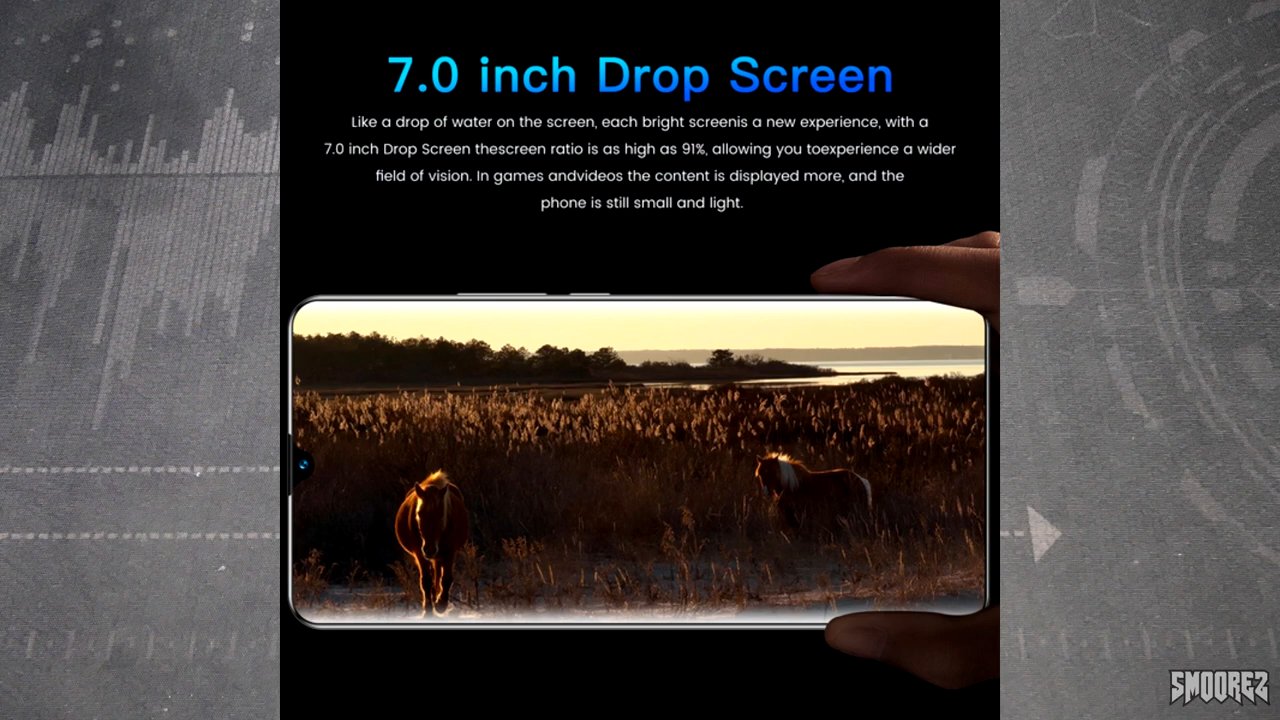 7.0 inch Drop Screen
Like a drop of water on the screen, each bright screenis a new experience, with a
7.0 inch Drop Screen thescreen ratio is as high as 91%, allowing you toexperience a wider
field of vision. In games andvideos the content is displayed more, and the
phone is still small and light.
SMOOREZ